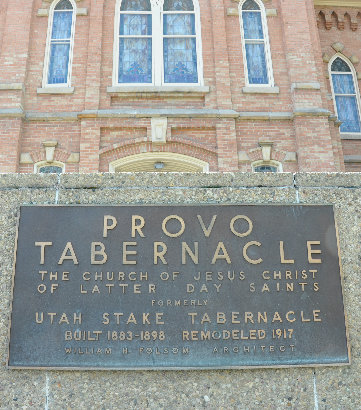 PROVO
TABERNACLE
THE CHURCH OF JESUS CHRIST
OF LATTER DAY SAINTS
FORMERLY
UTAH STAKE TABERNACLE
BUILT 1883-1898, REMODELED 1917
WILLIAM H. FOLSOM ARCHITECT